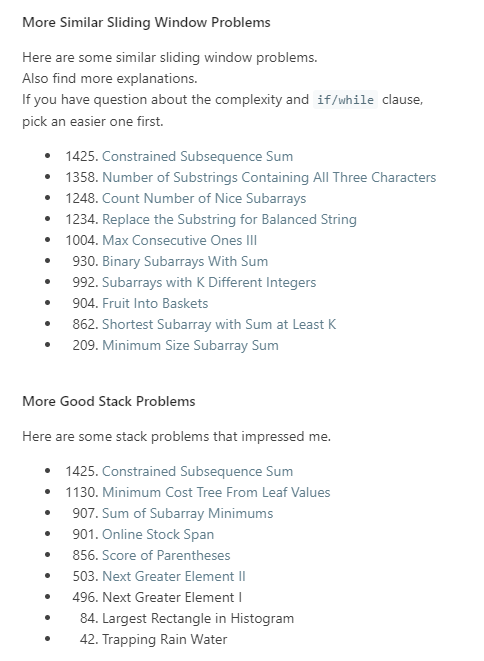 More Similar Sliding Window Problems
Here are some similar sliding window problems.
Also find more explanations.
If you have question about the complexity and if/while clause,
pick an easier one first.
• 1425. Constrained Subsequence Sum
• 1358. Number of Substrings Containing All Three Characters
• 1248. Count Number of Nice Subarrays
• 1234. Replace the Substring for Balanced String
• 1004. Max Consecutive Ones III
• 930. Binary Subarrays With Sum
• 992. Subarrays with K Different Integers
• 904. Fruit Into Baskets
• 862. Shortest Subarray with Sum at Least K
• 209. Minimum Size Subarray Sum
More Good Stack Problems
Here are some stack problems that impressed me.
• 1425. Constrained Subsequence Sum
• 1130. Minimum Cost Tree From Leaf Values
• 907. Sum of Subarray Minimums
• 901. Online Stock Span
• 856. Score of Parentheses
• 503. Next Greater Element II
• 496. Next Greater Element I
• 84. Largest Rectangle in Histogram
• 42. Trapping Rain Water